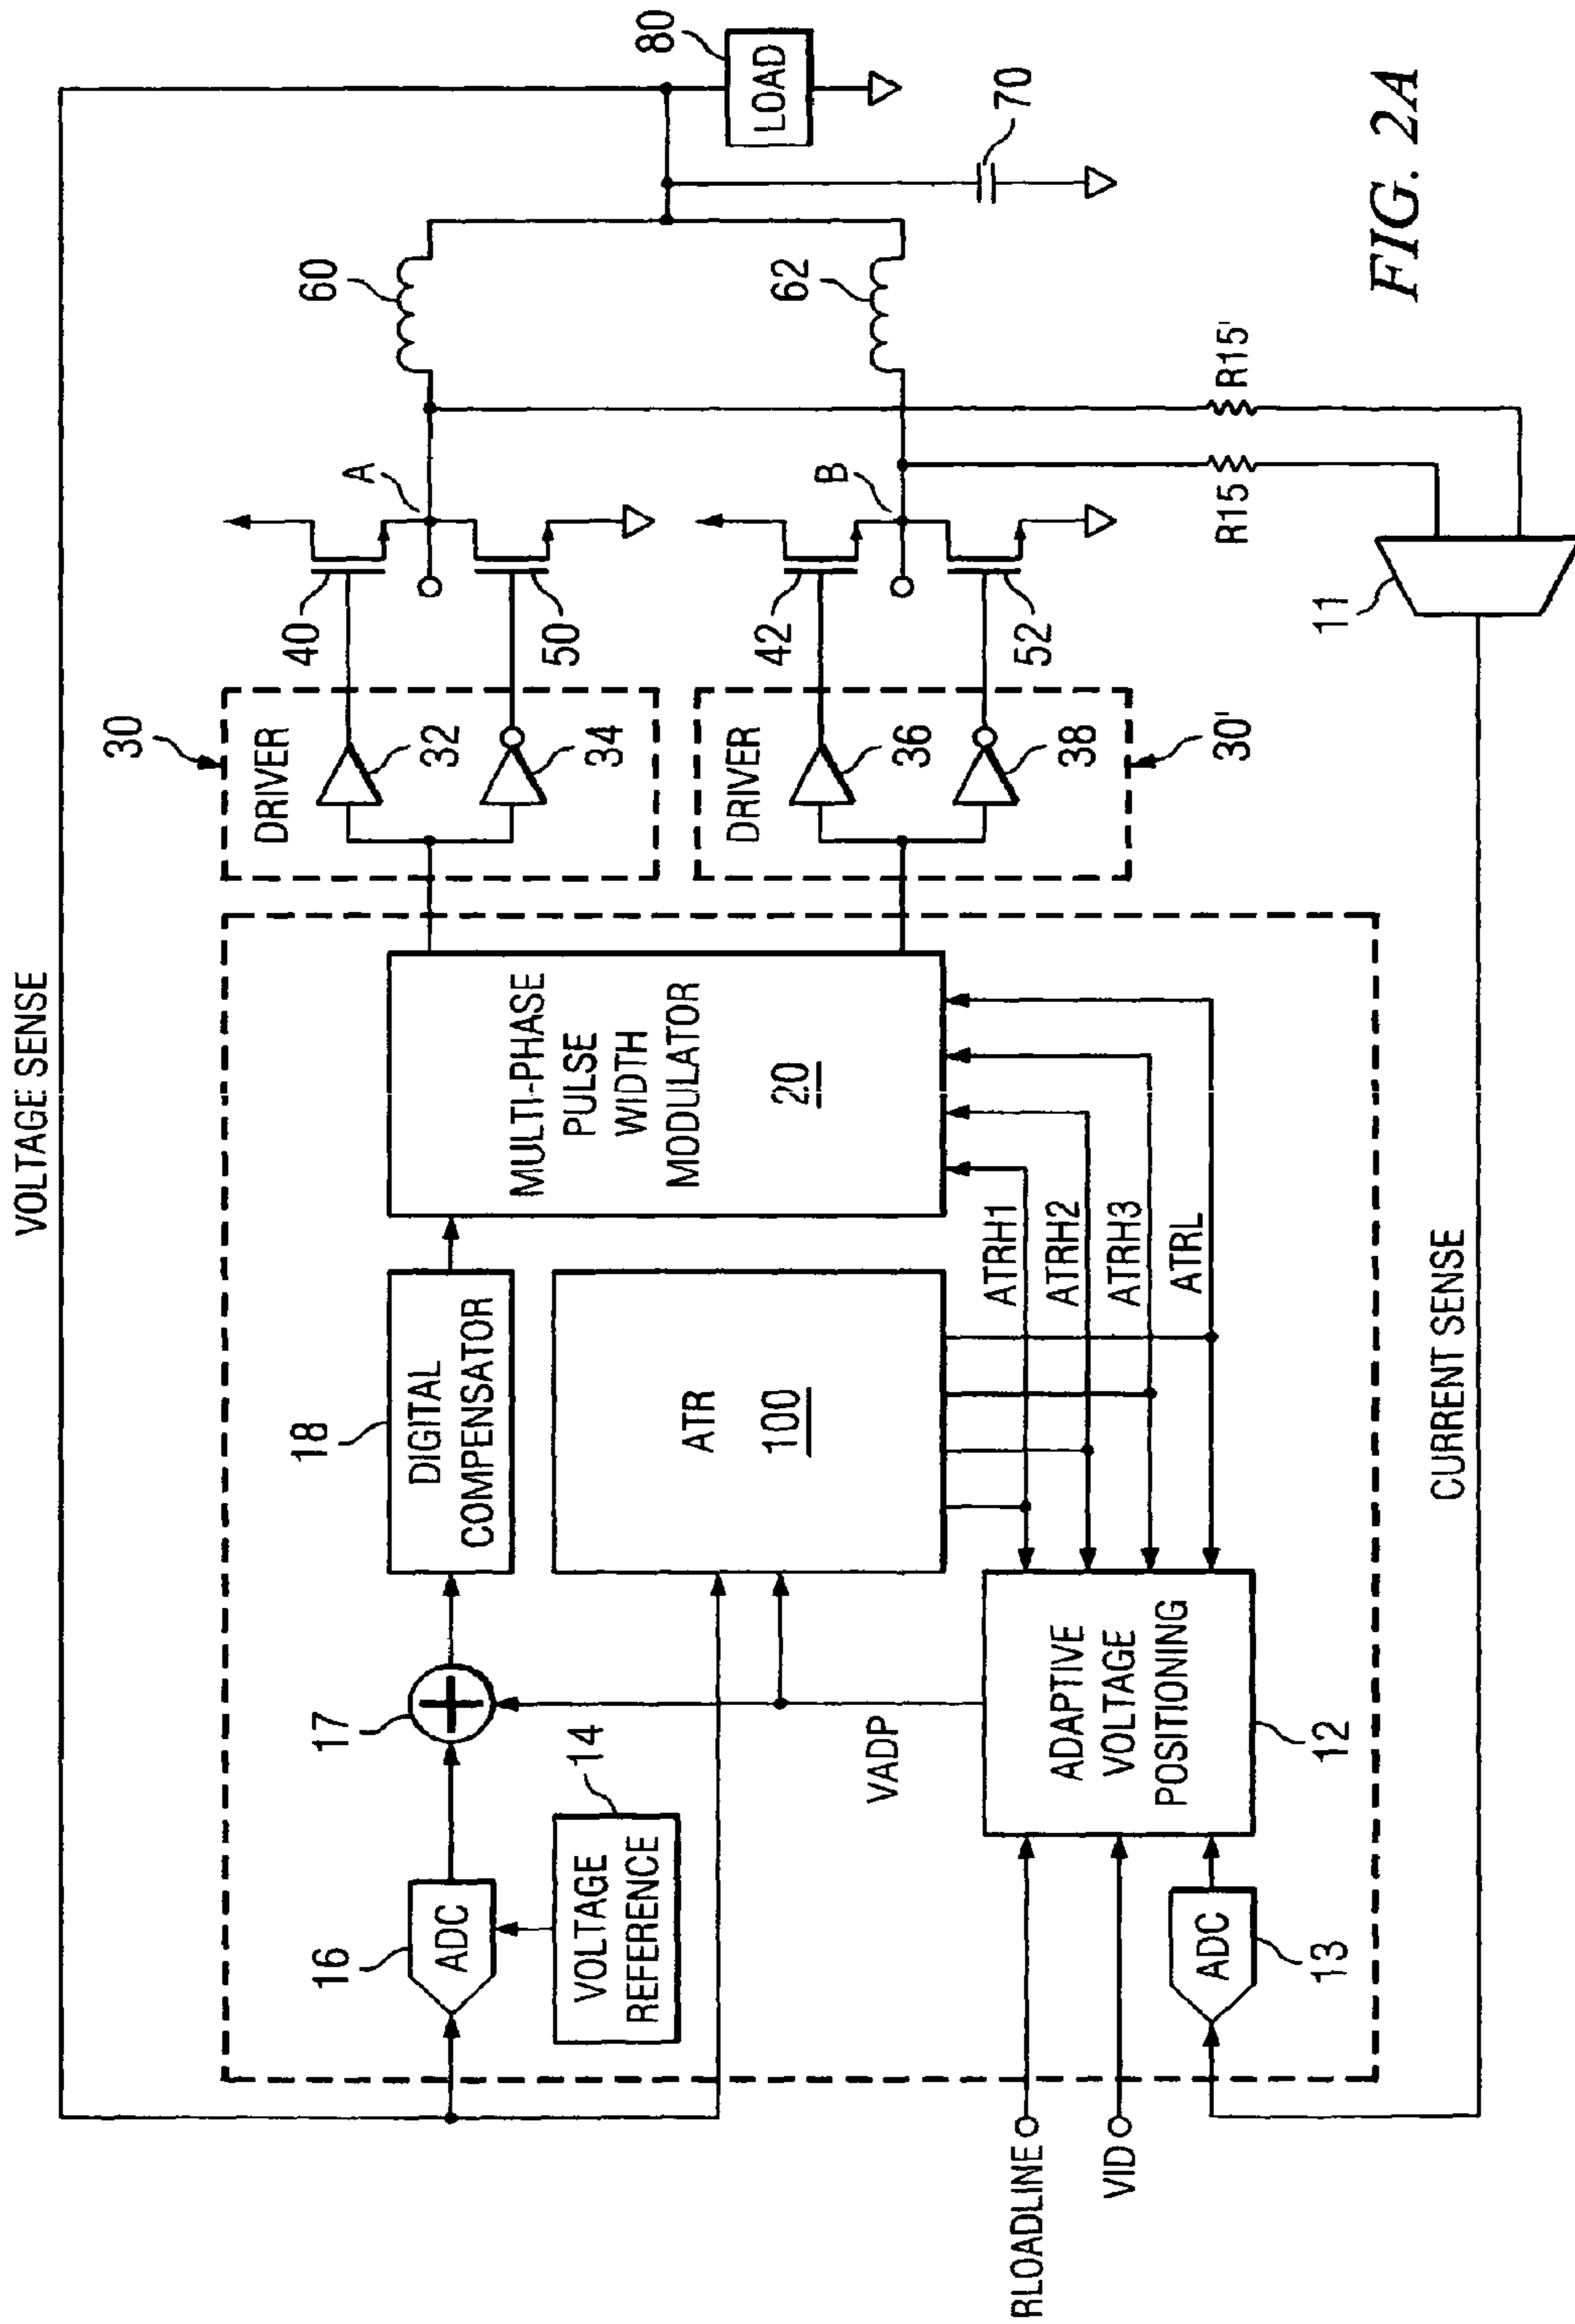 VOLTAGE SENSE
30
DRIVER
32
34
40
50
A
60
80
LOAD
16
ADC
17
18
DIGITAL
COMPENSATOR
MULTI-PHASE
PULSE
WIDTH
MODULATOR
20
14
VOLTAGE
REFERENCE
ATR
100
DRIVER
36
38
30'
42
52
B
62
70
VADP
RLOADLINE
VID
ADC
13
ADAPTIVE
VOLTAGE
POSITIONING
12
ATRH1
ATRH2
ATRH3
ATRL
R15
R15'
11
CURRENT SENSE
FIG. 2A